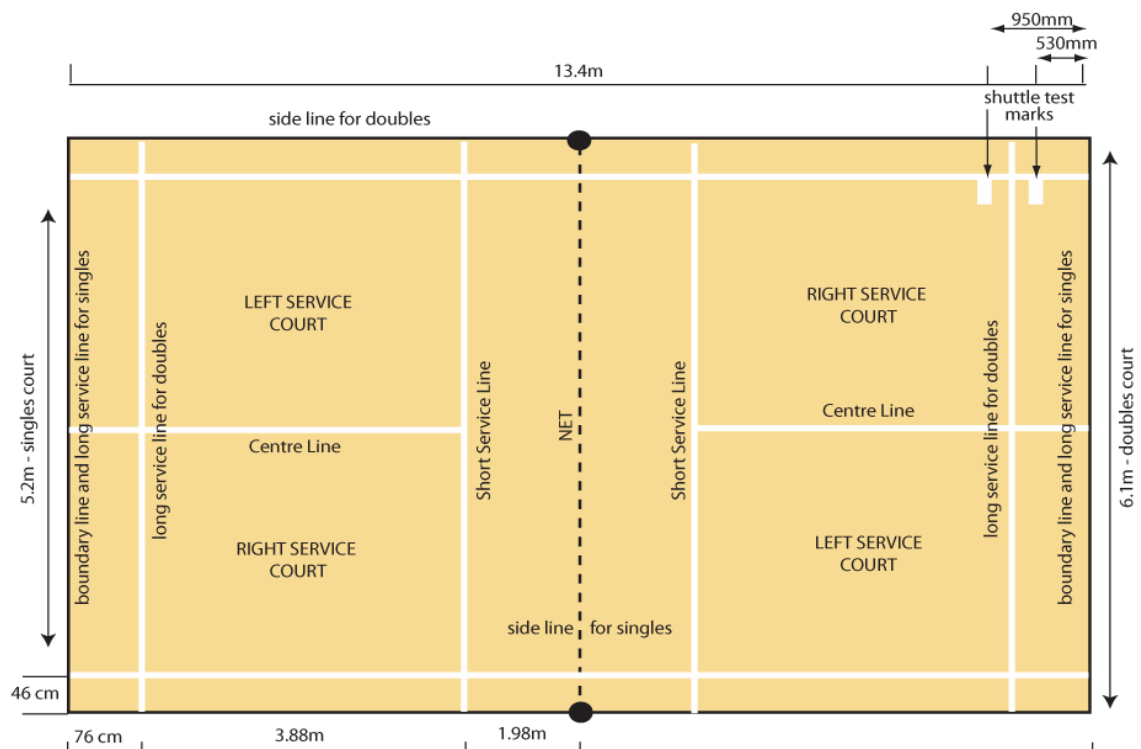 950mm
530mm
13.4m
shuttle test
marks
side line for doubles
5.2m - singles court
boundary line and long service line for singles
long service line for doubles
LEFT SERVICE
COURT
Centre Line
RIGHT SERVICE
COURT
Short Service Line
NET
Short Service Line
RIGHT SERVICE
COURT
Centre Line
LEFT SERVICE
COURT
long service line for doubles
boundary line and long service line for singles
6.1m - doubles court
side line for singles
46 cm
76 cm
3.88m
1.98m